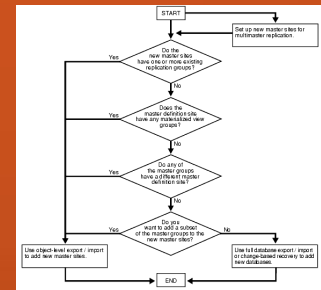 START
Set up new master sites for
multimaster replication.
Do the
new master sites
have one or more existing
replication groups?
Yes
No
Does the
master definition site
have any materialized view
groups?
Yes
No
Do any of
the master groups
have a different master
definition site?
Yes
No
Do you
want to add a subset
of the master groups to the
new master sites?
Yes
No
Use object-level export / import
to add new master sites.
Use full database export / import
or change-based recovery to add
new databases.
END